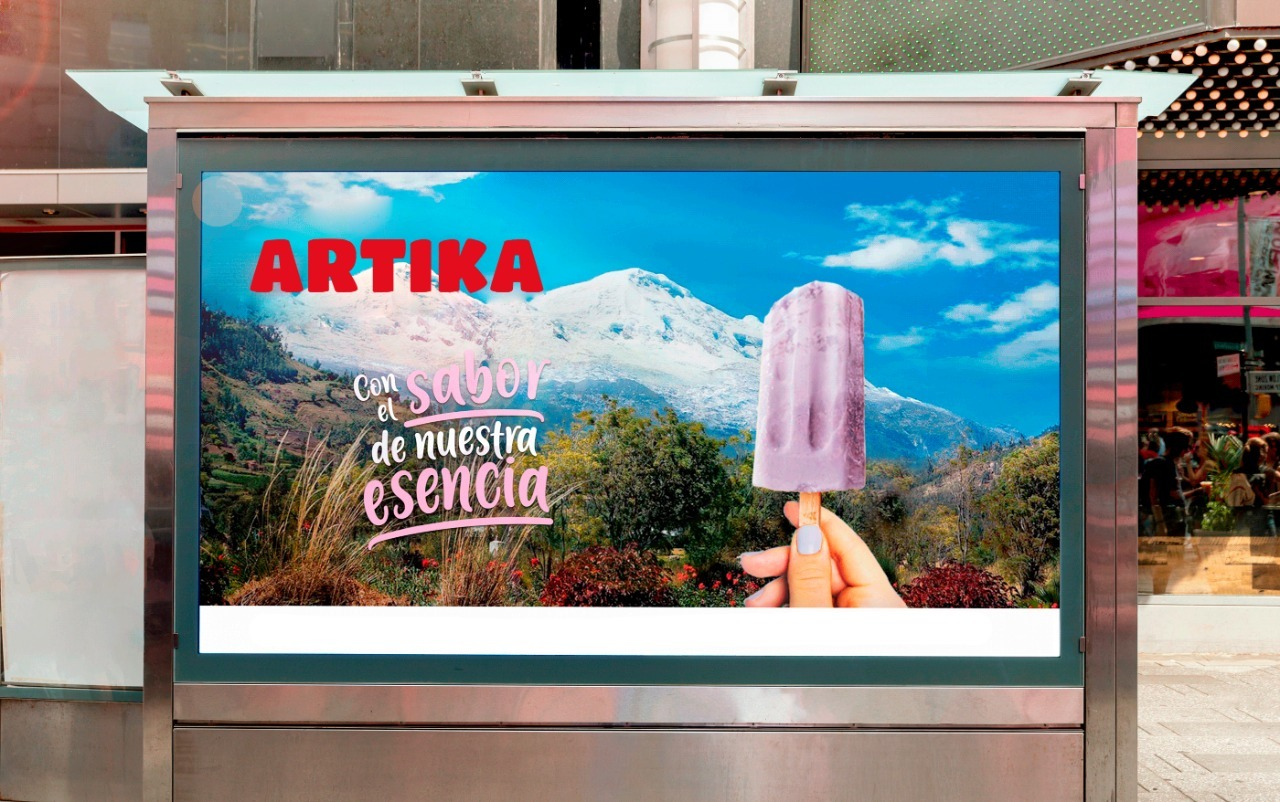 ARTIKA
Con el sabor
de nuestra
esencia